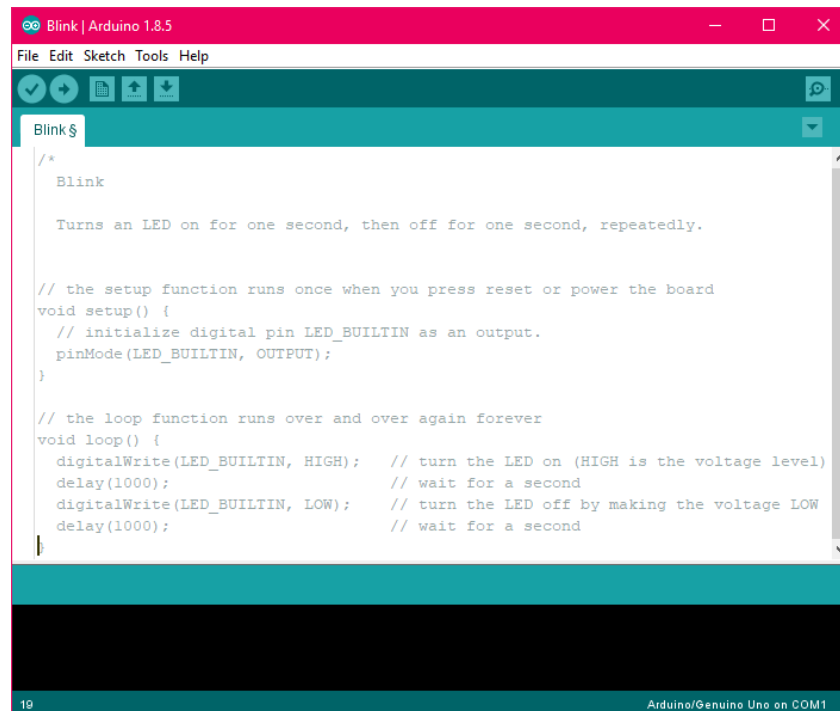 Blink | Arduino 1.8.5
File Edit Sketch Tools Help
Blink §
/*
  Blink

  Turns an LED on for one second, then off for one second, repeatedly.


// the setup function runs once when you press reset or power the board
void setup() {
  // initialize digital pin LED_BUILTIN as an output.
  pinMode(LED_BUILTIN, OUTPUT);
}

// the loop function runs over and over again forever
void loop() {
  digitalWrite(LED_BUILTIN, HIGH);   // turn the LED on (HIGH is the voltage level)
  delay(1000);                       // wait for a second
  digitalWrite(LED_BUILTIN, LOW);    // turn the LED off by making the voltage LOW
  delay(1000);                       // wait for a second
}
19 Arduino/Genuino Uno on COM1